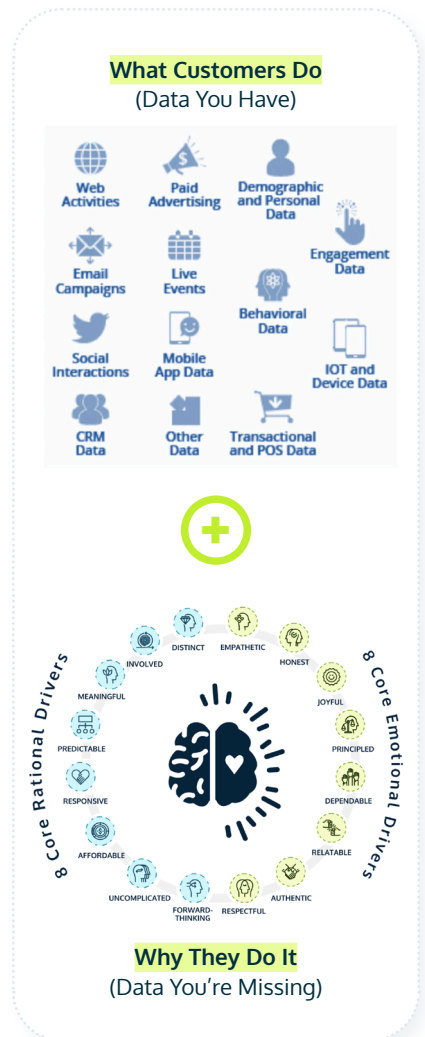 What Customers Do
(Data You Have)
Web
Activities
Paid
Advertising
Demographic
and Personal
Data
Engagement
Data
Email
Campaigns
Live
Events
Behavioral
Data
Social
Interactions
Mobile
App Data
IOT and
Device Data
CRM
Data
Other
Data
Transactional
and POS Data
8 Core Rational Drivers
DISTINCT
INVOLVED
MEANINGFUL
PREDICTABLE
RESPONSIVE
AFFORDABLE
UNCOMPLICATED
FORWARD-
THINKING
8 Core Emotional Drivers
EMPATHETIC
HONEST
JOYFUL
PRINCIPLED
DEPENDABLE
RELATABLE
AUTHENTIC
RESPECTFUL
Why They Do It
(Data You’re Missing)